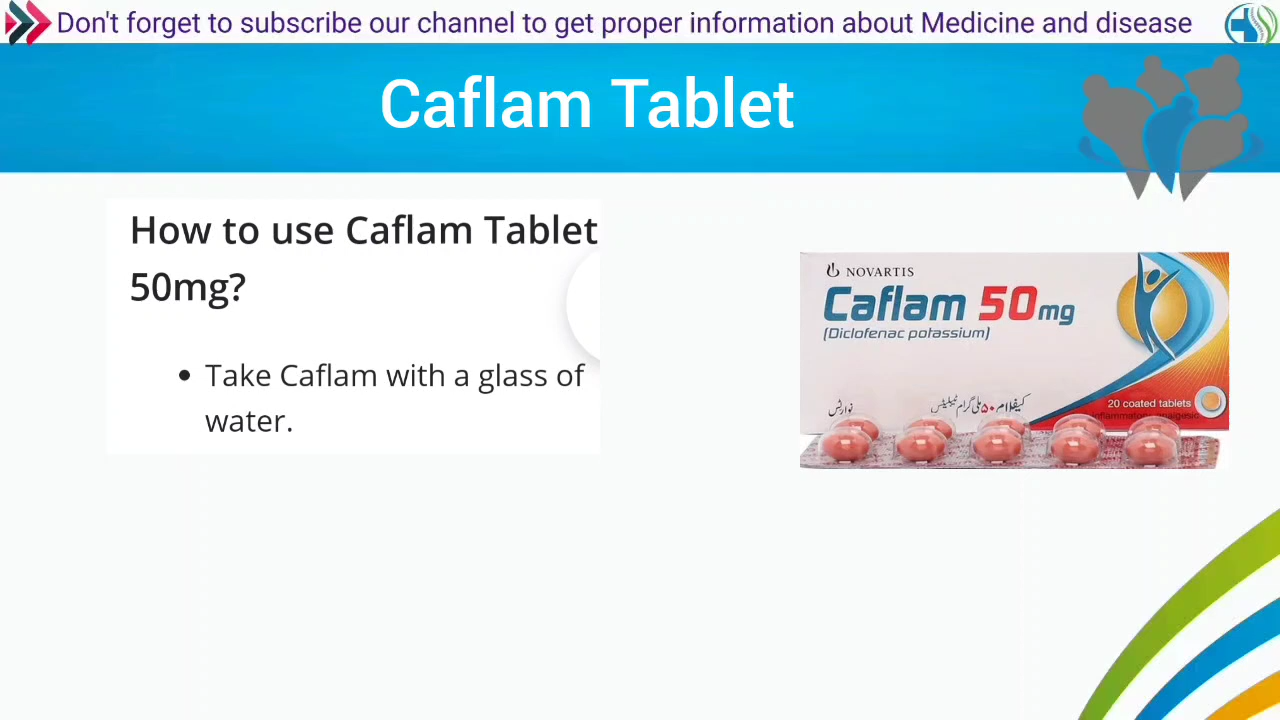 Don't forget to subscribe our channel to get proper information about Medicine and disease
Caflam Tablet
How to use Caflam Tablet
50mg?
• Take Caflam with a glass of
water.
NOVARTIS
Caflam 50mg
(Diclofenac potassium)
نوارٹس
کیفلام ۵۰ ملی گرام ٹیبلیٹس
20 coated tablets